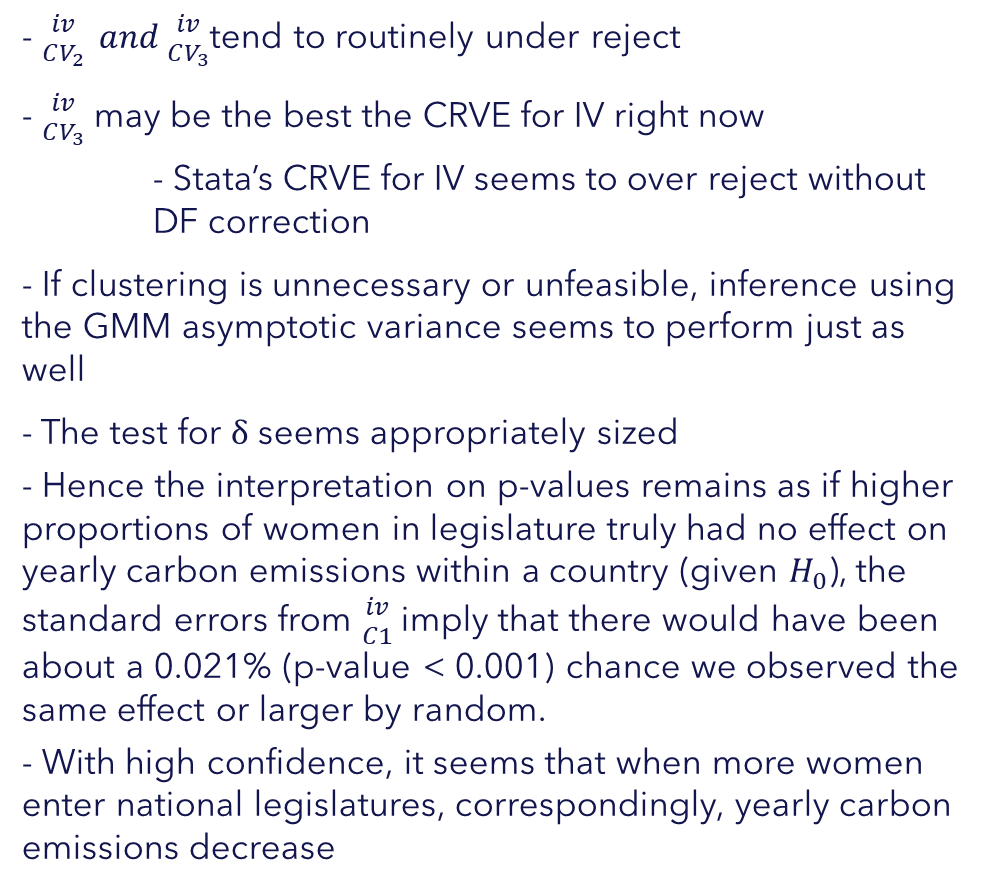 - iv CV₂ and iv CV₃ tend to routinely under reject
- iv CV₃ may be the best the CRVE for IV right now
- Stata’s CRVE for IV seems to over reject without
DF correction
- If clustering is unnecessary or unfeasible, inference using
the GMM asymptotic variance seems to perform just as
well
- The test for δ seems appropriately sized
- Hence the interpretation on p-values remains as if higher
proportions of women in legislature truly had no effect on
yearly carbon emissions within a country (given H₀), the
standard errors from iv C1 imply that there would have been
about a 0.021% (p-value < 0.001) chance we observed the
same effect or larger by random.
- With high confidence, it seems that when more women
enter national legislatures, correspondingly, yearly carbon
emissions decrease